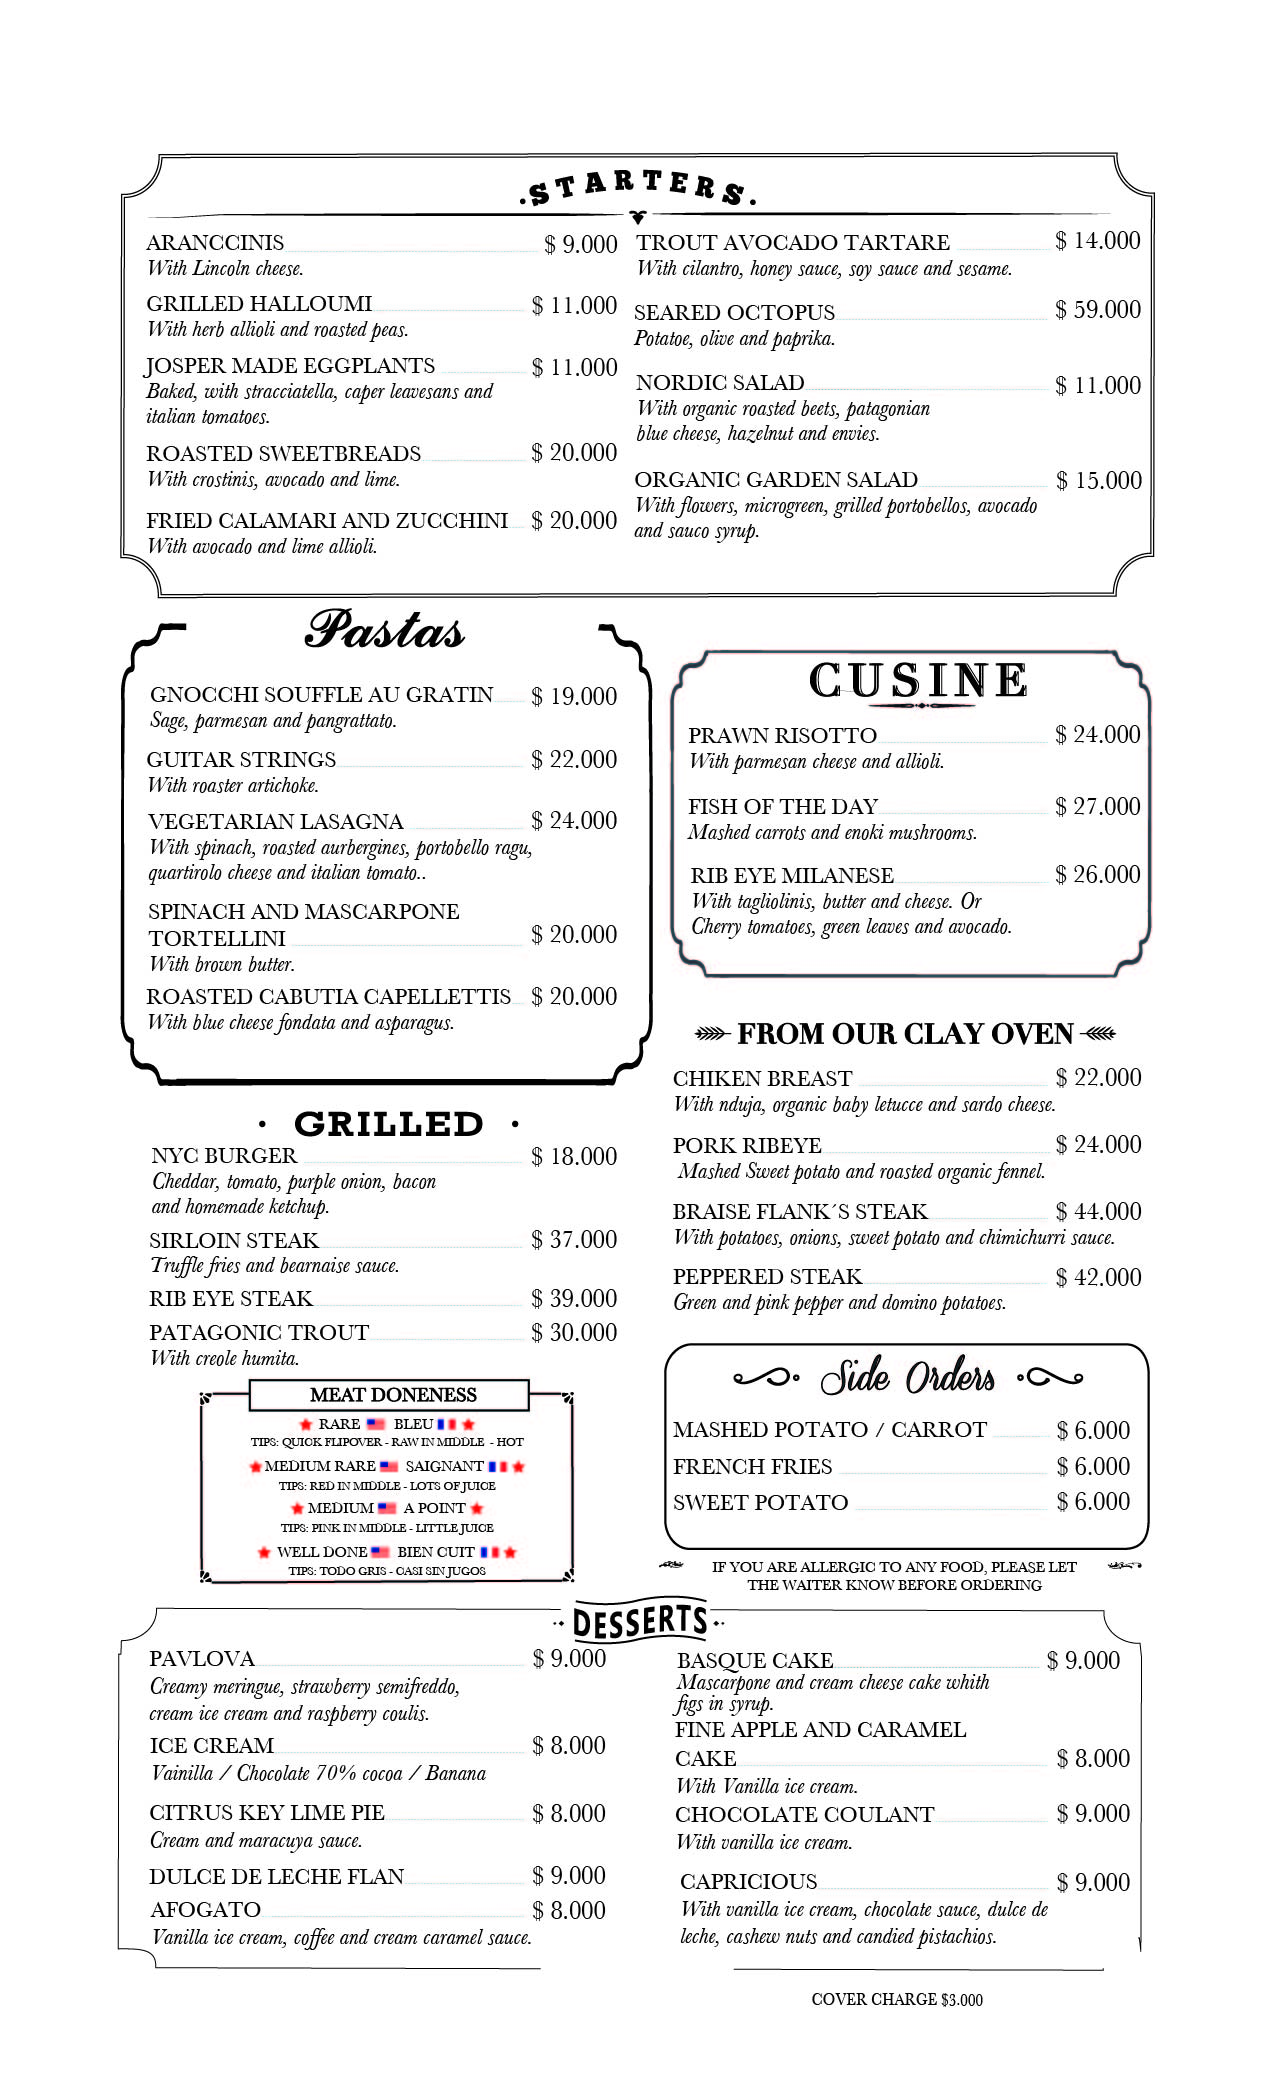 ·STARTERS·
ARANCCINIS $ 9.000
With Lincoln cheese.
GRILLED HALLOUMI $ 11.000
With herb allioli and roasted peas.
JOSPER MADE EGGPLANTS $ 11.000
Baked, with stracciatella, caper leavesans and
italian tomatoes.
ROASTED SWEETBREADS $ 20.000
With crostinis, avocado and lime.
FRIED CALAMARI AND ZUCCHINI $ 20.000
With avocado and lime allioli.
TROUT AVOCADO TARTARE $ 14.000
With cilantro, honey sauce, soy sauce and sesame.
SEARED OCTOPUS $ 59.000
Potatoe, olive and paprika.
NORDIC SALAD $ 11.000
With organic roasted beets, patagonian
blue cheese, hazelnut and envies.
ORGANIC GARDEN SALAD $ 15.000
With flowers, microgreen, grilled portobellos, avocado
and sauco syrup.
Pastas
GNOCCHI SOUFFLE AU GRATIN $ 19.000
Sage, parmesan and pangrattato.
GUITAR STRINGS $ 22.000
With roaster artichoke.
VEGETARIAN LASAGNA $ 24.000
With spinach, roasted aurbergines, portobello ragu,
quartirolo cheese and italian tomato..
SPINACH AND MASCARPONE
TORTELLINI $ 20.000
With brown butter.
ROASTED CABUTIA CAPELLETTIS $ 20.000
With blue cheese fondata and asparagus.
CUSINE
PRAWN RISOTTO $ 24.000
With parmesan cheese and allioli.
FISH OF THE DAY $ 27.000
Mashed carrots and enoki mushrooms.
RIB EYE MILANESE $ 26.000
With tagliolinis, butter and cheese. Or
Cherry tomatoes, green leaves and avocado.
FROM OUR CLAY OVEN
CHIKEN BREAST $ 22.000
With nduja, organic baby letucce and sardo cheese.
PORK RIBEYE $ 24.000
Mashed Sweet potato and roasted organic fennel.
BRAISE FLANK´S STEAK $ 44.000
With potatoes, onions, sweet potato and chimichurri sauce.
PEPPERED STEAK $ 42.000
Green and pink pepper and domino potatoes.
· GRILLED ·
NYC BURGER $ 18.000
Cheddar, tomato, purple onion, bacon
and homemade ketchup.
SIRLOIN STEAK $ 37.000
Truffle fries and bearnaise sauce.
RIB EYE STEAK $ 39.000
PATAGONIC TROUT $ 30.000
With creole humita.
MEAT DONENESS
RARE BLEU
TIPS: QUICK FLIPOVER - RAW IN MIDDLE - HOT
MEDIUM RARE SAIGNANT
TIPS: RED IN MIDDLE - LOTS OF JUICE
MEDIUM A POINT
TIPS: PINK IN MIDDLE - LITTLE JUICE
WELL DONE BIEN CUIT
TIPS: TODO GRIS - CASI SIN JUGOS
Side Orders
MASHED POTATO / CARROT $ 6.000
FRENCH FRIES $ 6.000
SWEET POTATO $ 6.000
IF YOU ARE ALLERGIC TO ANY FOOD, PLEASE LET
THE WAITER KNOW BEFORE ORDERING
DESSERTS
PAVLOVA $ 9.000
Creamy meringue, strawberry semifreddo,
cream ice cream and raspberry coulis.
ICE CREAM $ 8.000
Vainilla / Chocolate 70% cocoa / Banana
CITRUS KEY LIME PIE $ 8.000
Cream and maracuya sauce.
DULCE DE LECHE FLAN $ 9.000
AFOGATO $ 8.000
Vanilla ice cream, coffee and cream caramel sauce.
BASQUE CAKE $ 9.000
Mascarpone and cream cheese cake whith
figs in syrup.
FINE APPLE AND CARAMEL
CAKE $ 8.000
With Vanilla ice cream.
CHOCOLATE COULANT $ 9.000
With vanilla ice cream.
CAPRICIOUS $ 9.000
With vanilla ice cream, chocolate sauce, dulce de
leche, cashew nuts and candied pistachios.
COVER CHARGE $3.000